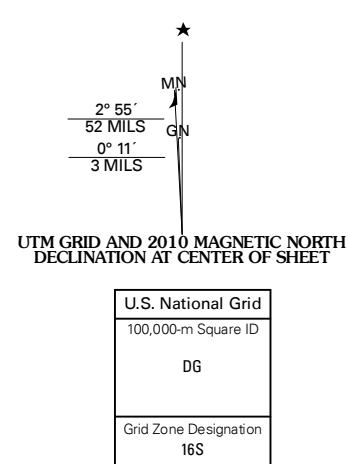 ★
MN
2° 55´
52 MILS
GN
0° 11´
3 MILS
UTM GRID AND 2010 MAGNETIC NORTH
DECLINATION AT CENTER OF SHEET
U.S. National Grid
100,000-m Square ID
DG
Grid Zone Designation
16S